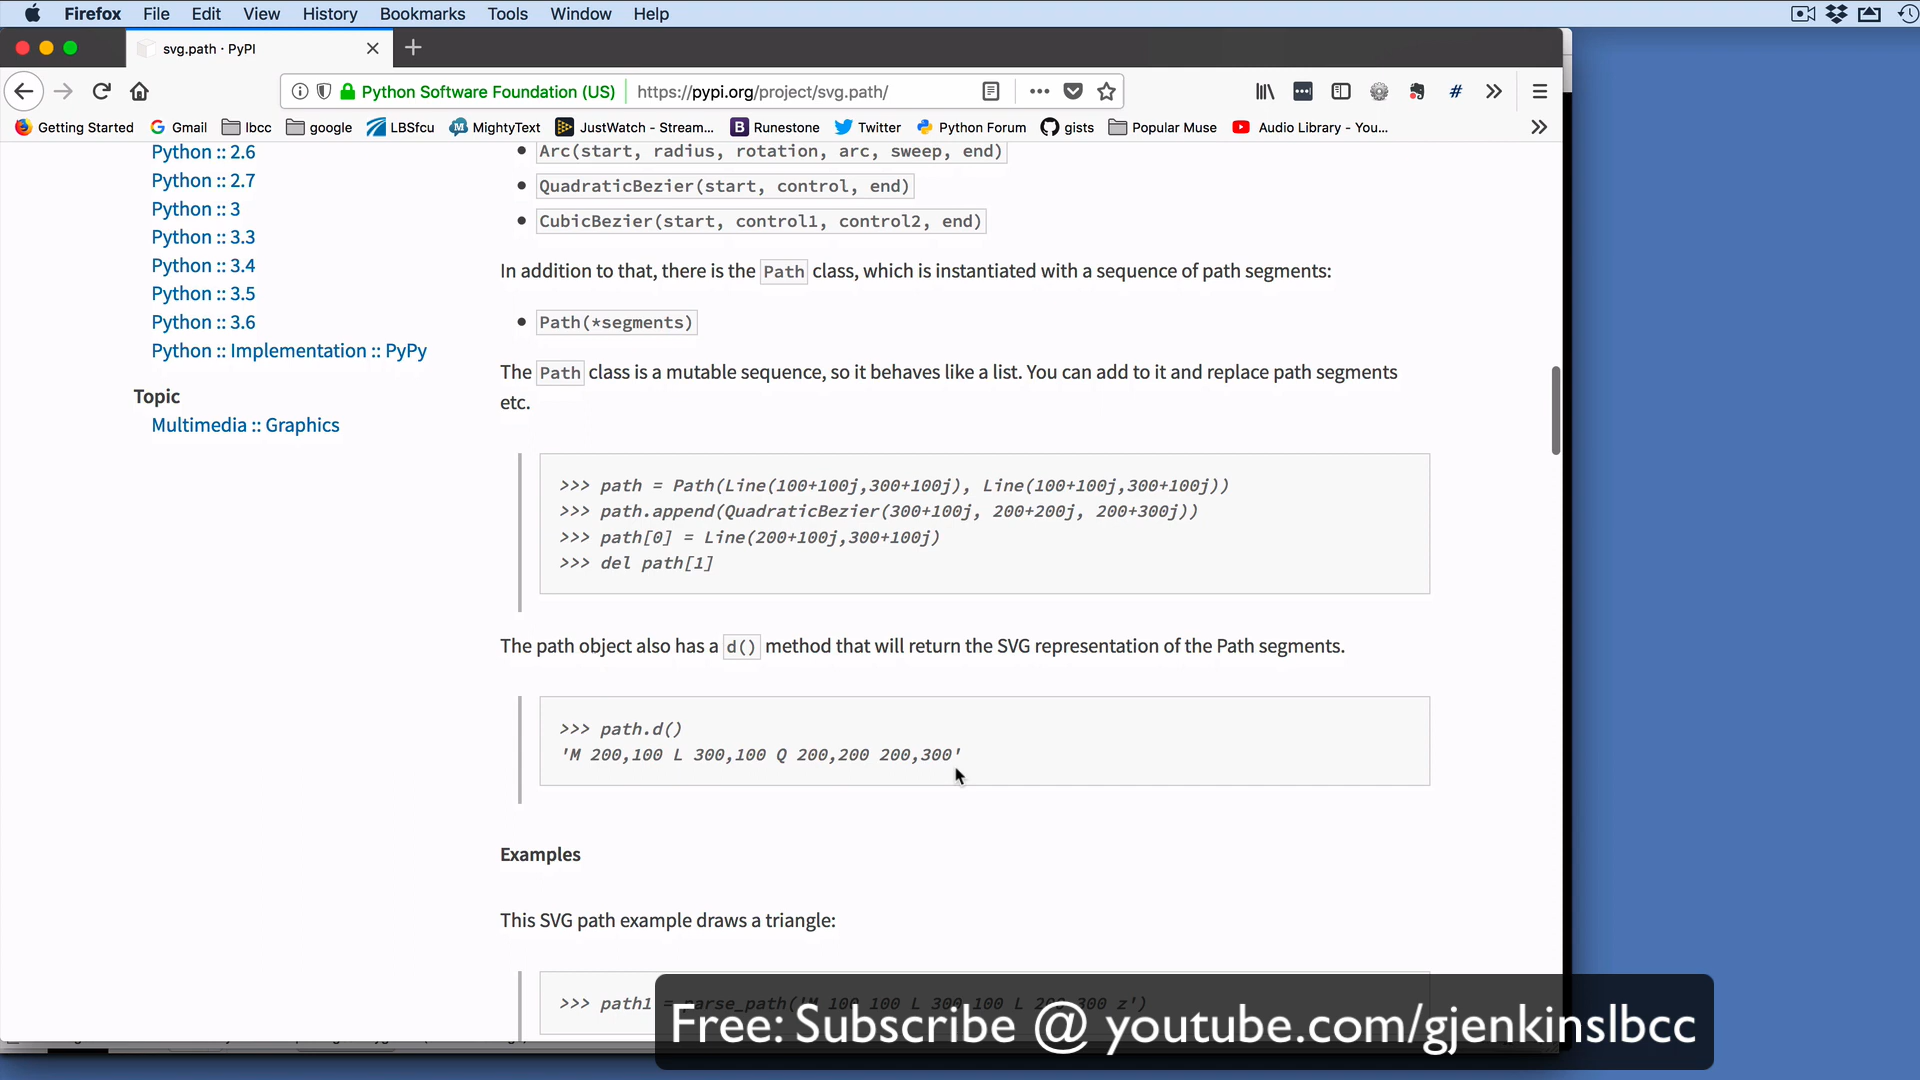 Firefox File Edit View History Bookmarks Tools Window Help
svg.path · PyPI
Python Software Foundation (US) https://pypi.org/project/svg.path/
Getting Started Gmail lbcc google LBSfcu MightyText JustWatch - Stream... Runestone Twitter Python Forum gists Popular Muse Audio Library - You...
Python :: 2.6
Python :: 2.7
Python :: 3
Python :: 3.3
Python :: 3.4
Python :: 3.5
Python :: 3.6
Python :: Implementation :: PyPy
Topic
Multimedia :: Graphics
Arc(start, radius, rotation, arc, sweep, end)
QuadraticBezier(start, control, end)
CubicBezier(start, control1, control2, end)
In addition to that, there is the Path class, which is instantiated with a sequence of path segments:
Path(*segments)
The Path class is a mutable sequence, so it behaves like a list. You can add to it and replace path segments
etc.
>>> path = Path(Line(100+100j,300+100j), Line(100+100j,300+100j))
>>> path.append(QuadraticBezier(300+100j, 200+200j, 200+300j))
>>> path[0] = Line(200+100j,300+100j)
>>> del path[1]
The path object also has a d() method that will return the SVG representation of the Path segments.
>>> path.d()
'M 200,100 L 300,100 Q 200,200 200,300'
Examples
This SVG path example draws a triangle:
>>> path1 = parse_path('M 100 100 L 300 100 L 200 300 z')
Free: Subscribe @ youtube.com/gjenkinslbcc